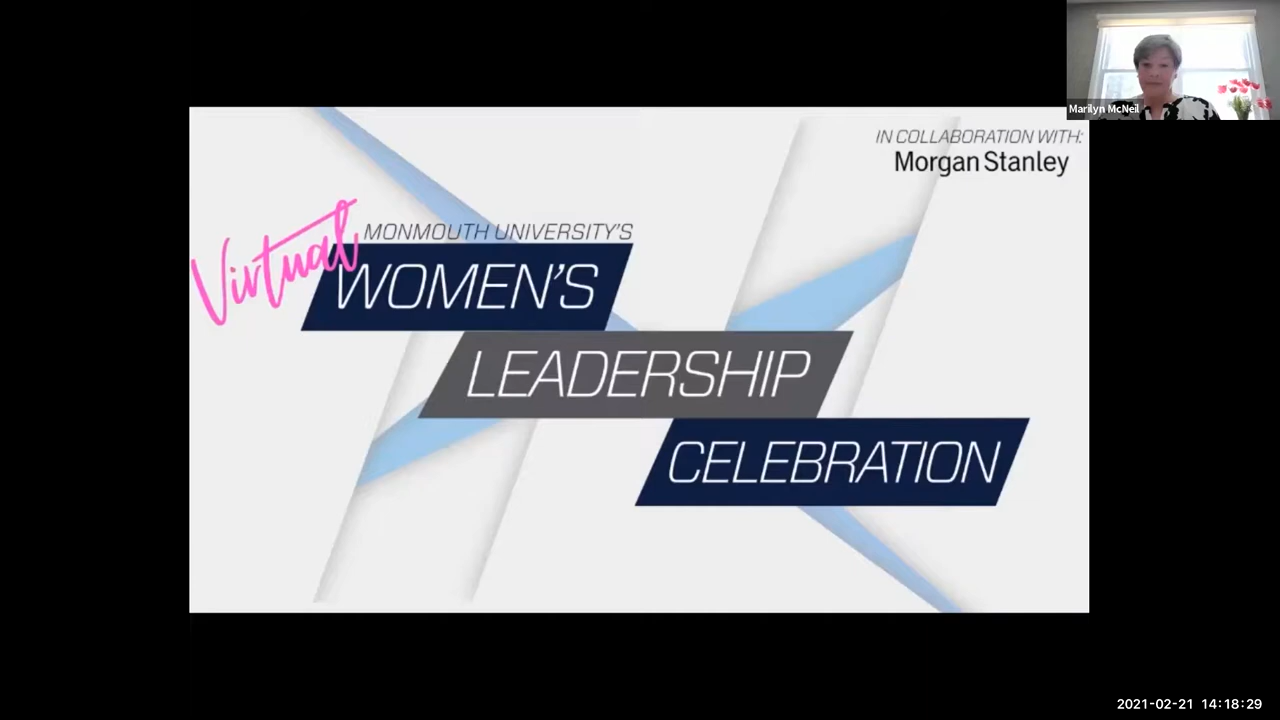 Marilyn McNeil
IN COLLABORATION WITH:
Morgan Stanley
Virtual
MONMOUTH UNIVERSITY'S
WOMEN'S
LEADERSHIP
CELEBRATION
2021-02-21 14:18:29